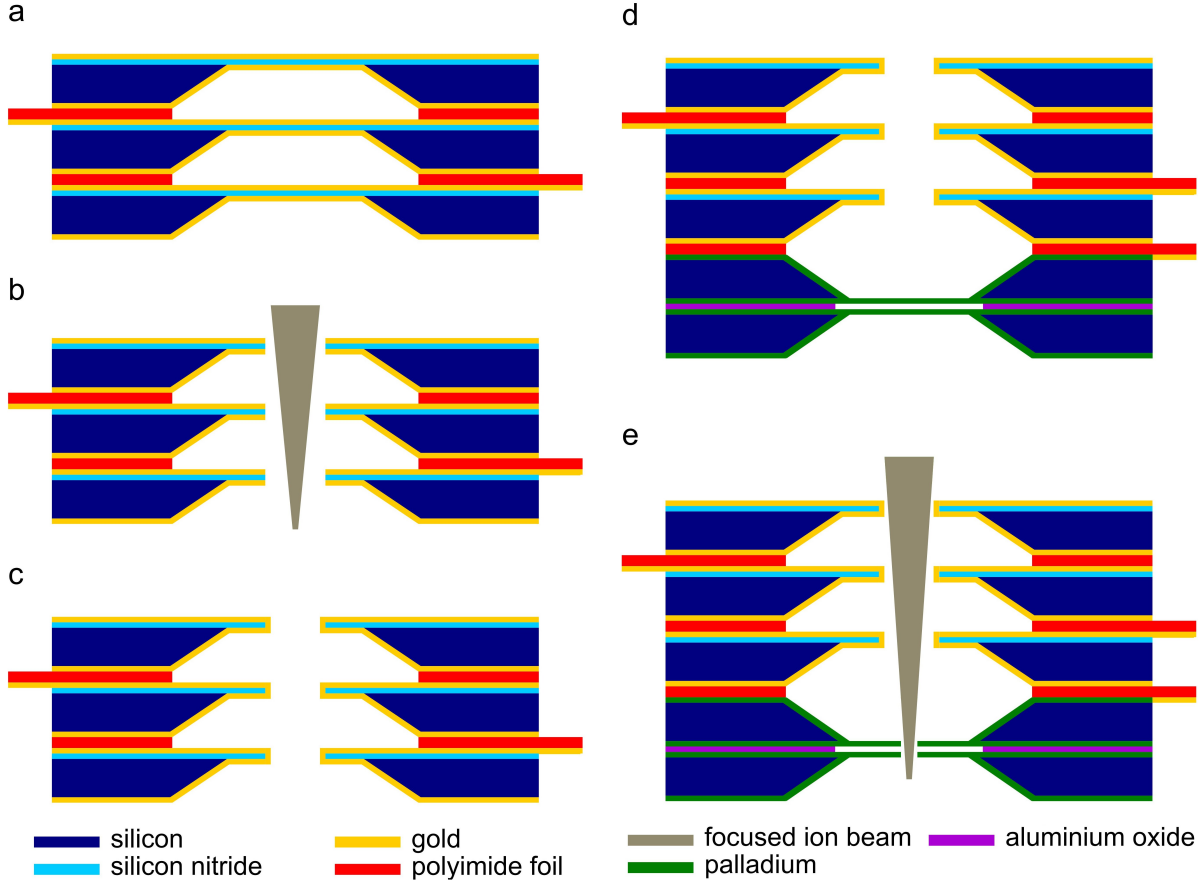 a
b
c
d
e
silicon
silicon nitride
gold
polyimide foil
focused ion beam
palladium
aluminium oxide